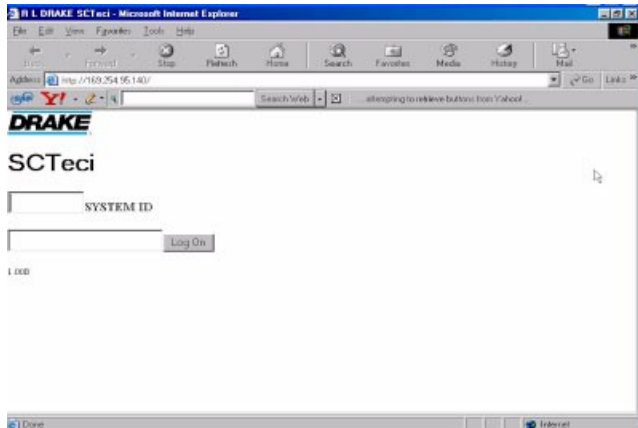 R L DRAKE SCTeci - Microsoft Internet Explorer
File Edit View Favorites Tools Help
Back Forward Stop Refresh Home Search Favorites Media History Mail
Address http://169.254.95.140/ Go Links
Y! Search Web attempting to retrieve buttons from Yahoo!...
DRAKE
SCTeci
SYSTEM ID
Log On
Done Internet